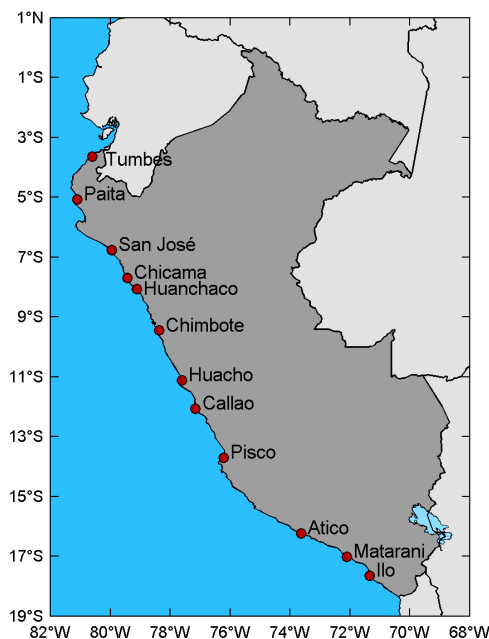 1°N
1°S
3°S
Tumbes
Paita
5°S
San José
7°S
Chicama
Huanchaco
9°S
Chimbote
11°S
Huacho
Callao
13°S
Pisco
15°S
Atico
17°S
Matarani
Ilo
19°S
82°W 80°W 78°W 76°W 74°W 72°W 70°W 68°W